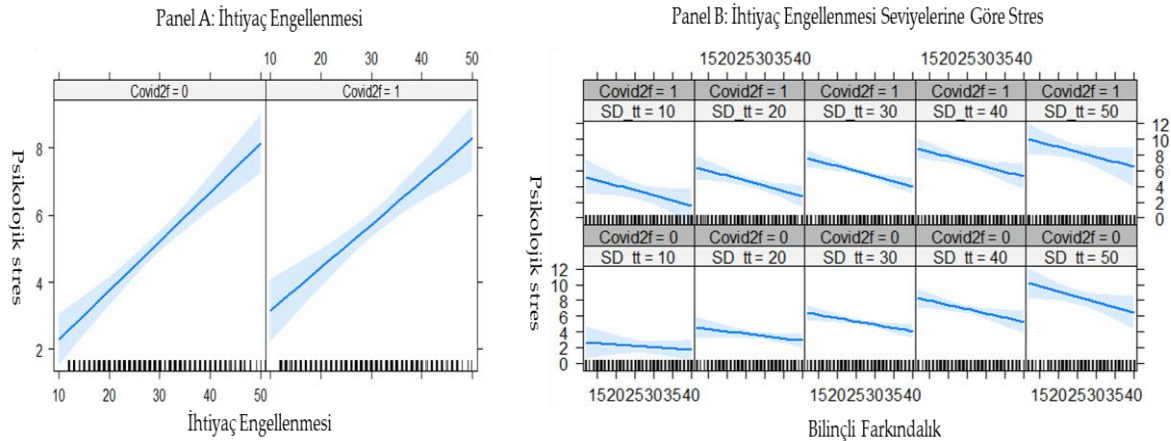 Panel A: İhtiyaç Engellenmesi
10 20 30 40 50
Covid2f = 0 Covid2f = 1
8
6
4
2
Psikolojik stres
10 20 30 40 50
İhtiyaç Engellenmesi
Panel B: İhtiyaç Engellenmesi Seviyelerine Göre Stres
152025303540 152025303540
Covid2f = 1 Covid2f = 1 Covid2f = 1 Covid2f = 1 Covid2f = 1
SD_tt = 10 SD_tt = 20 SD_tt = 30 SD_tt = 40 SD_tt = 50
12
10
8
6
4
2
0
Covid2f = 0 Covid2f = 0 Covid2f = 0 Covid2f = 0 Covid2f = 0
SD_tt = 10 SD_tt = 20 SD_tt = 30 SD_tt = 40 SD_tt = 50
12
10
8
6
4
2
0
Psikolojik stres
152025303540 152025303540 152025303540
Bilinçli Farkındalık